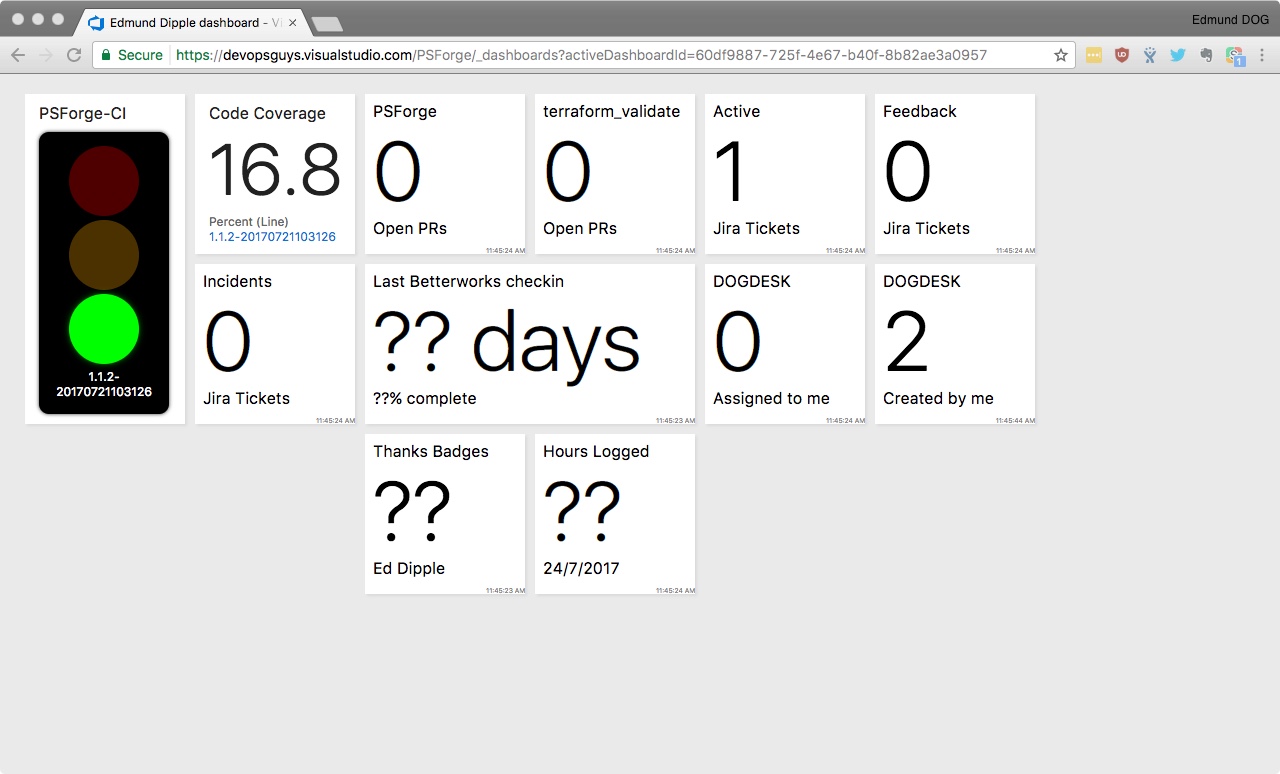 Edmund Dipple dashboard - Vi
Edmund DOG
Secure
https://devopsguys.visualstudio.com/PSForge/_dashboards?activeDashboardId=60df9887-725f-4e67-b40f-8b82ae3a0957
PSForge-CI
1.1.2-
20170721103126
Code Coverage
16.8
Percent (Line)
1.1.2-20170721103126
PSForge
0
Open PRs
11:45:24 AM
terraform_validate
0
Open PRs
11:45:24 AM
Active
1
Jira Tickets
11:45:24 AM
Feedback
0
Jira Tickets
11:45:24 AM
Incidents
0
Jira Tickets
11:45:24 AM
Last Betterworks checkin
?? days
??% complete
11:45:23 AM
DOGDESK
0
Assigned to me
11:45:24 AM
DOGDESK
2
Created by me
11:45:44 AM
Thanks Badges
??
Ed Dipple
11:45:23 AM
Hours Logged
??
24/7/2017
11:45:24 AM